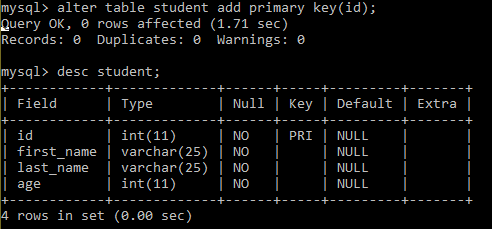 mysql> alter table student add primary key(id);
Query OK, 0 rows affected (1.71 sec)
Records: 0  Duplicates: 0  Warnings: 0

mysql> desc student;
+------------+-------------+------+-----+---------+-------+
| Field      | Type        | Null | Key | Default | Extra |
+------------+-------------+------+-----+---------+-------+
| id         | int(11)     | NO   | PRI | NULL    |       |
| first_name | varchar(25) | NO   |     | NULL    |       |
| last_name  | varchar(25) | NO   |     | NULL    |       |
| age        | int(11)     | NO   |     | NULL    |       |
+------------+-------------+------+-----+---------+-------+
4 rows in set (0.00 sec)